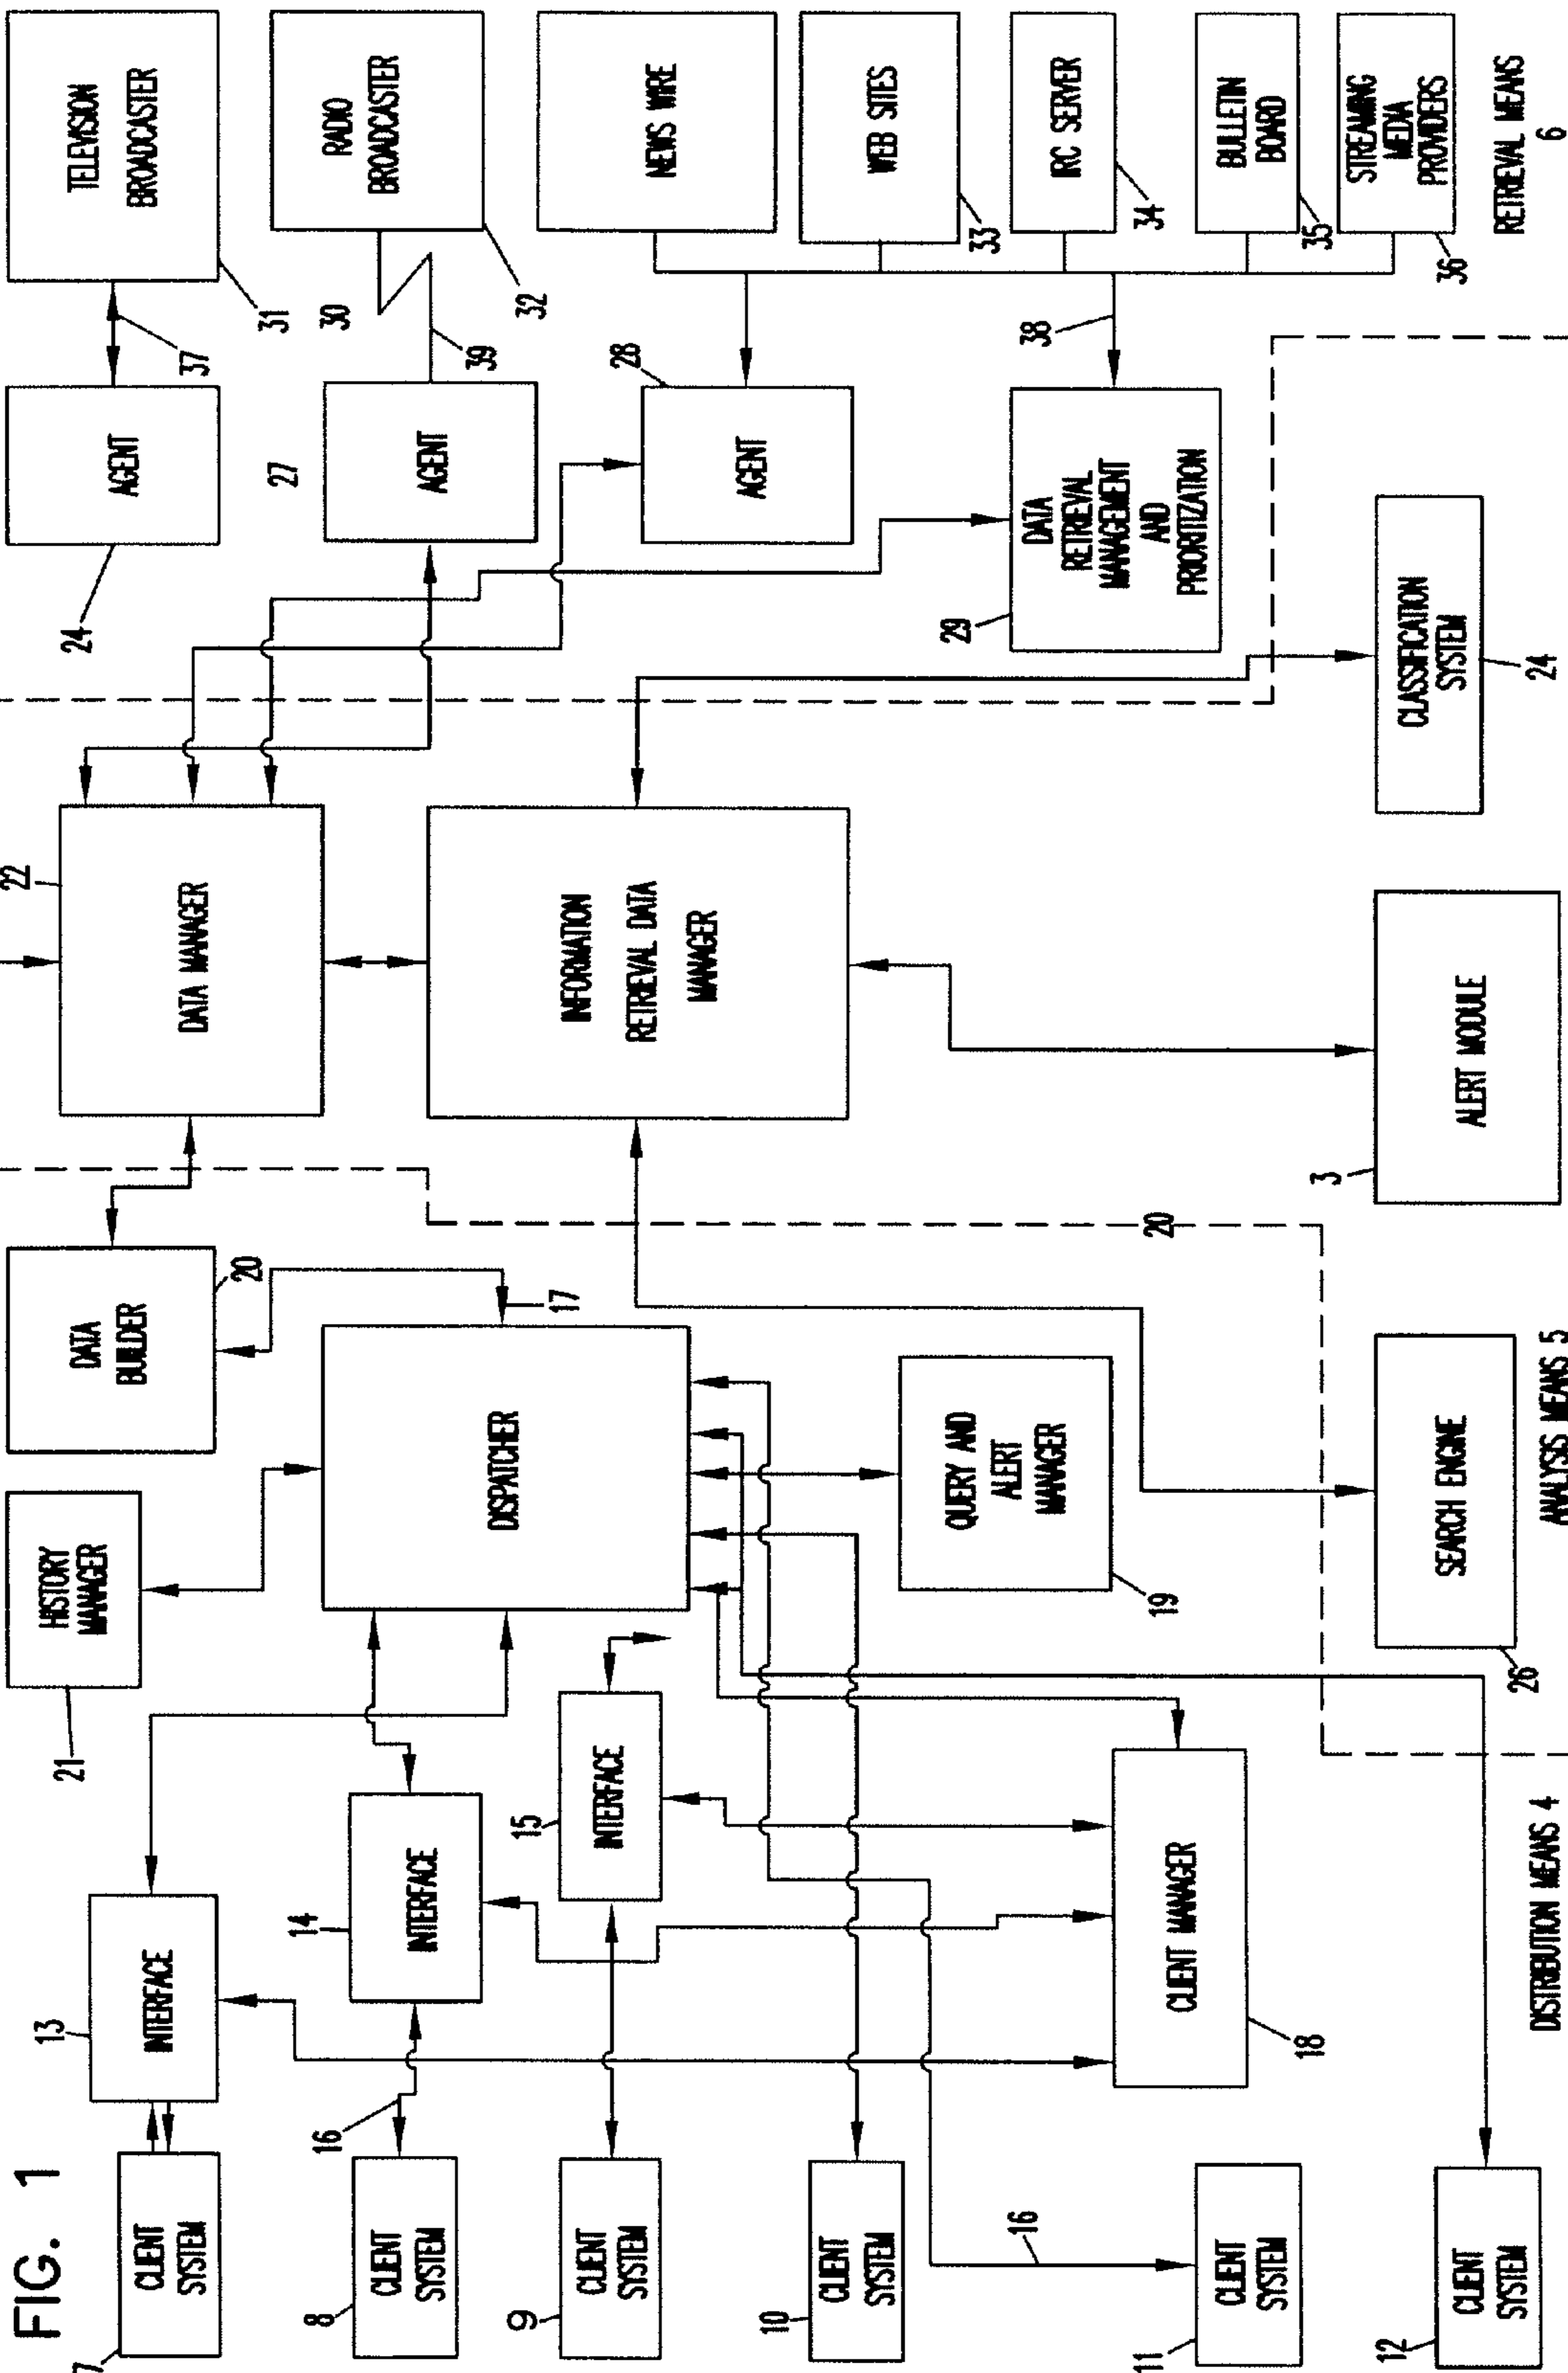 FIG. 1
7
CLIENT
SYSTEM
8
CLIENT
SYSTEM
9
CLIENT
SYSTEM
10
CLIENT
SYSTEM
11
CLIENT
SYSTEM
12
CLIENT
SYSTEM
16
16
13
INTERFACE
14
INTERFACE
15
INTERFACE
CLIENT MANAGER
18
DISTRIBUTION MEANS 4
21
HISTORY
MANAGER
DATA
BUILDER
20
DISPATCHER
17
QUERY AND
ALERT
MANAGER
19
20
SEARCH ENGINE
26
ANALYSIS MEANS 5
22
DATA MANAGER
INFORMATION
RETRIEVAL DATA
MANAGER
3
ALERT MODULE
CLASSIFICATION
SYSTEM
24
24
AGENT
27
AGENT
28
AGENT
29
DATA
RETRIEVAL
MANAGEMENT
AND
PRIORITIZATION
37
39
30
38
TELEVISION
BROADCASTER
31
RADIO
BROADCASTER
32
NEWS WIRE
WEB SITES
33
IRC SERVER
34
BULLETIN
BOARD
35
STREAMING
MEDIA
PROVIDERS
36
RETRIEVAL MEANS
6